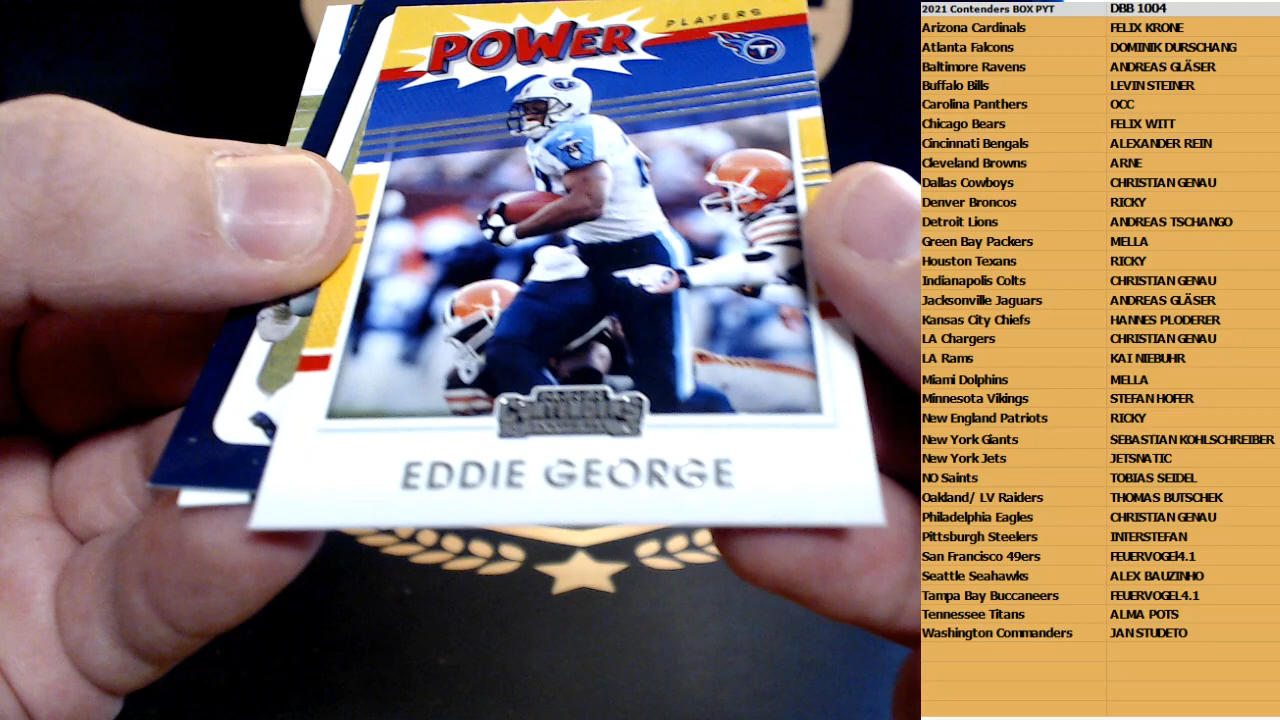 POWER PLAYERS
T
CONTENDERS
EDDIE GEORGE
2021 Contenders BOX PYT DBB 1004
Arizona Cardinals FELIX KRONE
Atlanta Falcons DOMINIK DURSCHANG
Baltimore Ravens ANDREAS GLÄSER
Buffalo Bills LEVIN STEINER
Carolina Panthers OCC
Chicago Bears FELIX WITT
Cincinnati Bengals ALEXANDER REIN
Cleveland Browns ARNE
Dallas Cowboys CHRISTIAN GENAU
Denver Broncos RICKY
Detroit Lions ANDREAS TSCHANGO
Green Bay Packers MELLA
Houston Texans RICKY
Indianapolis Colts CHRISTIAN GENAU
Jacksonville Jaguars ANDREAS GLÄSER
Kansas City Chiefs HANNES PLODERER
LA Chargers CHRISTIAN GENAU
LA Rams KAI NIEBUHR
Miami Dolphins MELLA
Minnesota Vikings STEFAN HOFER
New England Patriots RICKY
New York Giants SEBASTIAN KOHLSCHREIBER
New York Jets JETSNATIC
NO Saints TOBIAS SEIDEL
Oakland/ LV Raiders THOMAS BUTSCHEK
Philadelphia Eagles CHRISTIAN GENAU
Pittsburgh Steelers INTERSTEFAN
San Francisco 49ers FEUERVOGEl4.1
Seattle Seahawks ALEX BAUZINHO
Tampa Bay Buccaneers FEUERVOGEL4.1
Tennessee Titans ALMA POTS
Washington Commanders JAN STUDETO